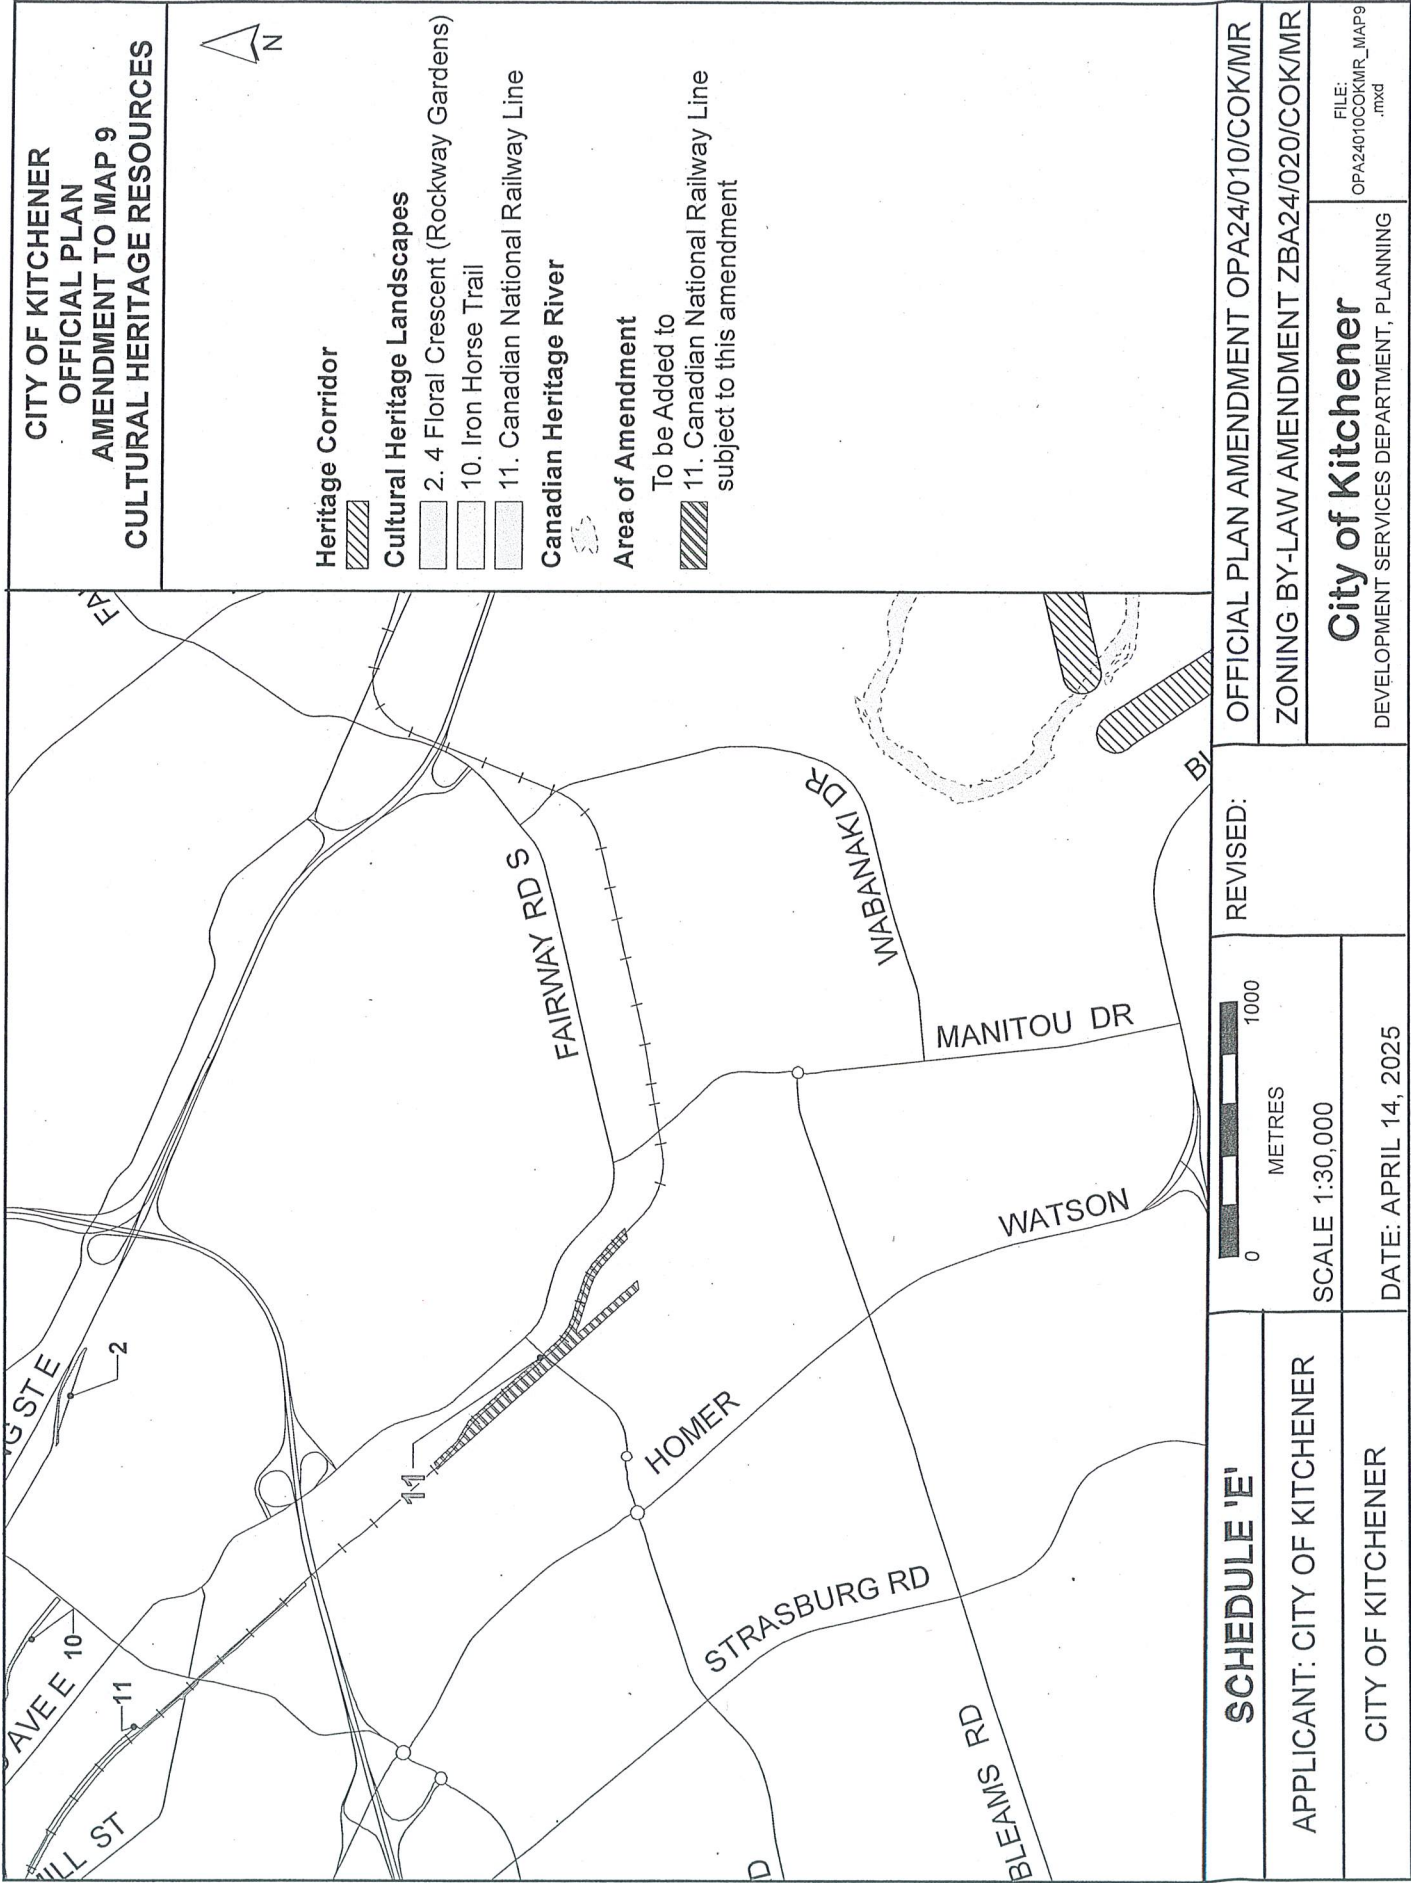 CITY OF KITCHENER
OFFICIAL PLAN
AMENDMENT TO MAP 9
CULTURAL HERITAGE RESOURCES
N
Heritage Corridor
Cultural Heritage Landscapes
2. 4 Floral Crescent (Rockway Gardens)
10. Iron Horse Trail
11. Canadian National Railway Line
Canadian Heritage River
Area of Amendment
To be Added to
11. Canadian National Railway Line
subject to this amendment
2
10
11
11
AVE E
ST E
ST
FAIRWAY RD S
WABANAKI DR
MANITOU DR
HOMER
WATSON
STRASBURG RD
BLEAMS RD
SCHEDULE 'E'
APPLICANT: CITY OF KITCHENER
CITY OF KITCHENER
0
1000
METRES
SCALE 1:30,000
DATE: APRIL 14, 2025
REVISED:
OFFICIAL PLAN AMENDMENT OPA24/010/COK/MR
ZONING BY-LAW AMENDMENT ZBA24/020/COK/MR
City of Kitchener
DEVELOPMENT SERVICES DEPARTMENT, PLANNING
FILE:
OPA24010COKMR_MAP9
.mxd